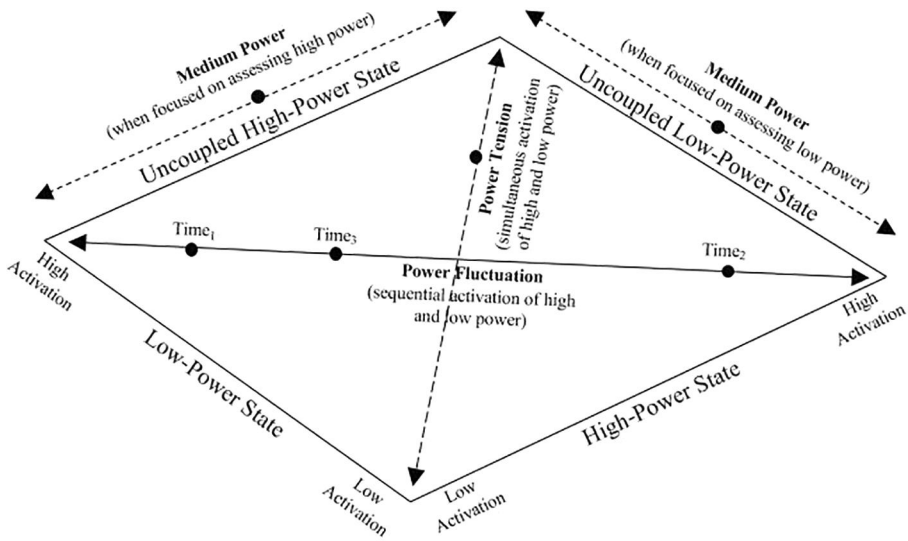 Medium Power
(when focused on assessing high power)
Uncoupled High-Power State
Medium Power
(when focused on assessing low power)
Uncoupled Low-Power State
Power Tension
(simultaneous activation
of high and low power)
Time₁
Time₃
Time₂
Power Fluctuation
(sequential activation of high
and low power)
High
Activation
High
Activation
Low-Power State
High-Power State
Low
Activation
Low
Activation